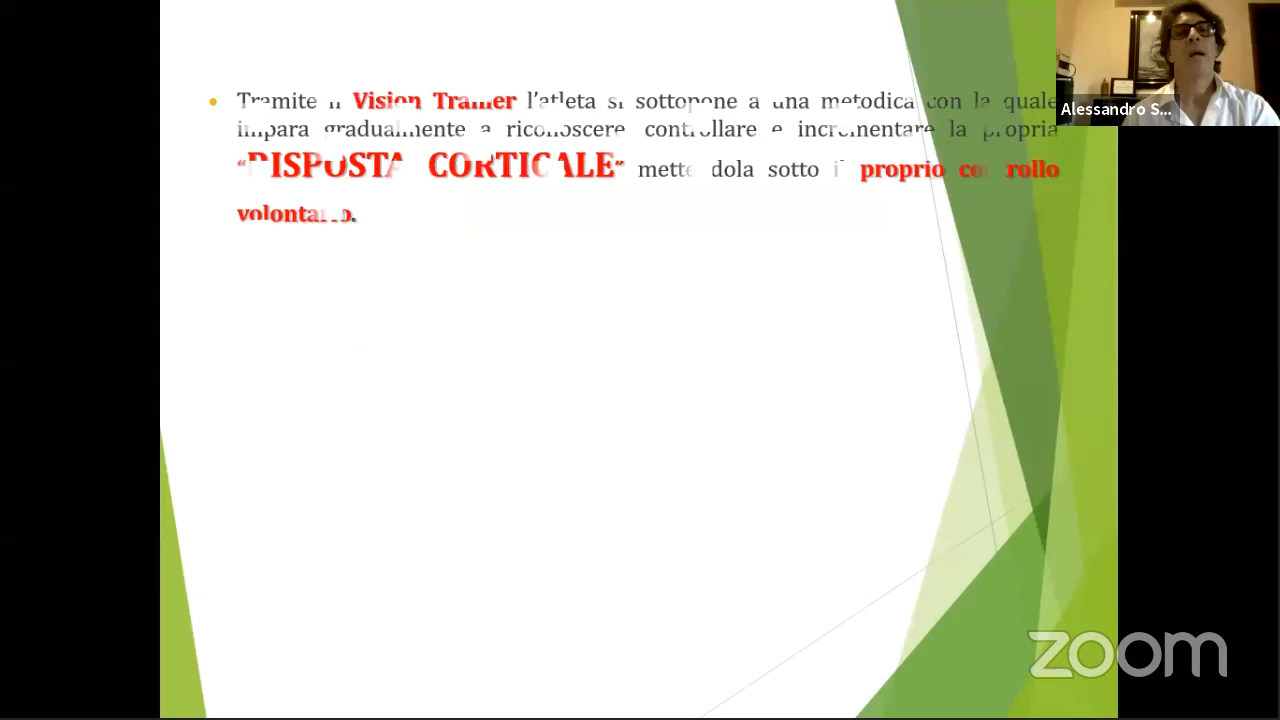 Tramite il Vision Trainer l’atleta si sottopone a una metodica con la quale
impara gradualmente a riconoscere controllare e incrementare la propria
“RISPOSTA CORTICALE” mettendola sotto il proprio controllo
volontario.
Alessandro S...
zoom